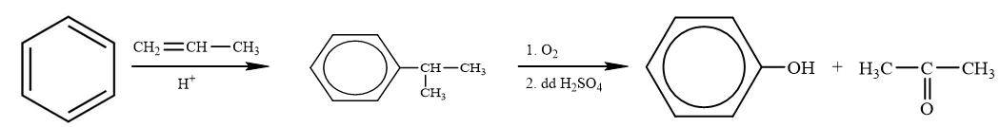 CH₂=CH—CH₃
H⁺
CH—CH₃
CH₃
1. O₂
2. dd H₂SO₄
OH + H₃C—C—CH₃
O